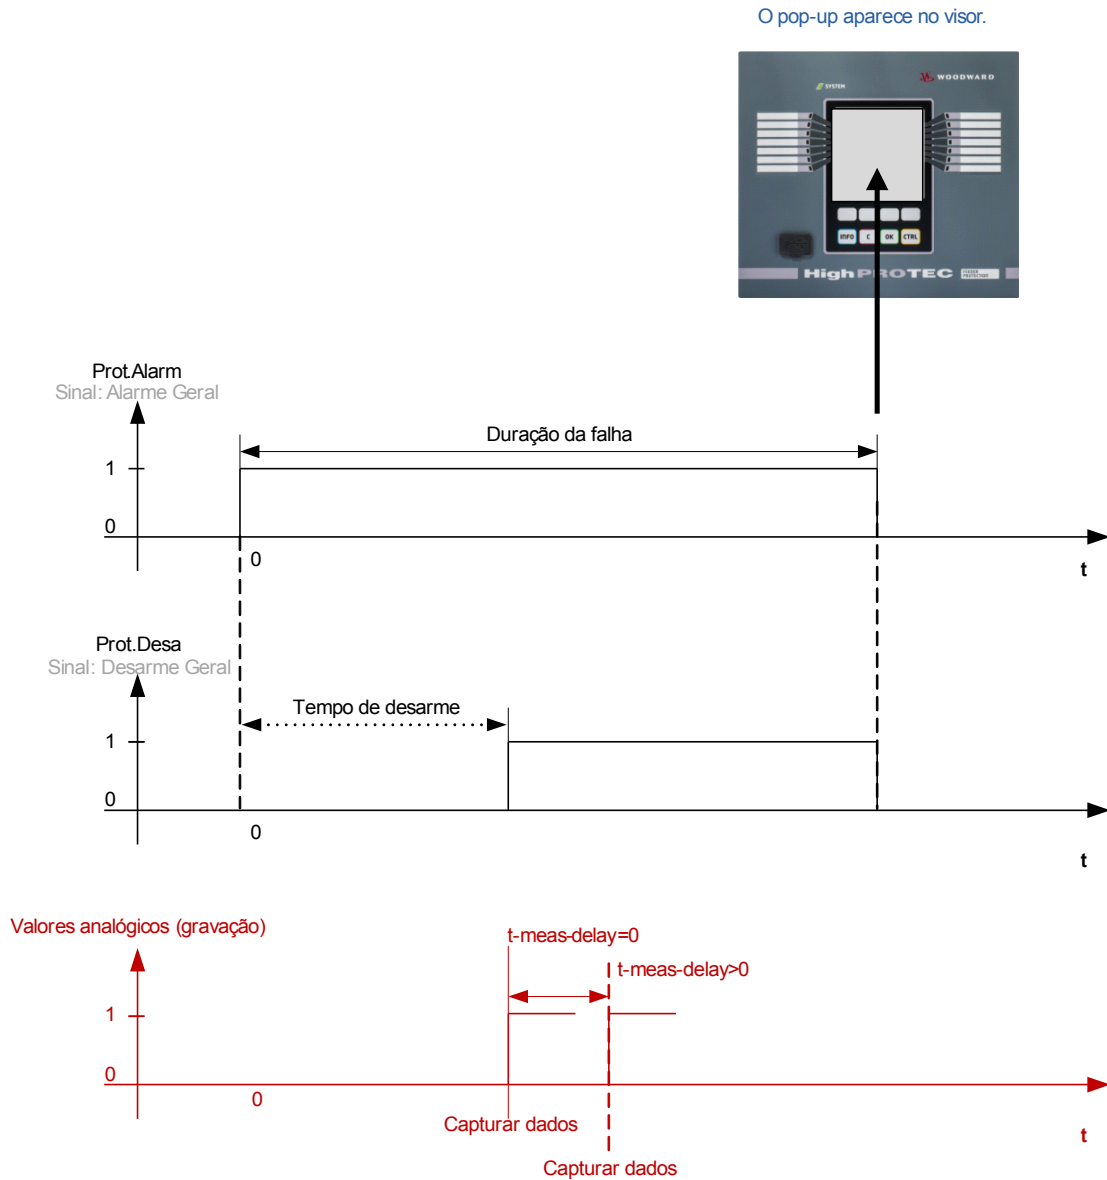 O pop-up aparece no visor.
WOODWARD
SYSTEM
INFO C OK CTRL
HighPROTEC
FEEDER
PROTECTION
Prot.Alarm
Sinal: Alarme Geral
Duração da falha
1
0
0
t
Prot.Desa
Sinal: Desarme Geral
Tempo de desarme
1
0
0
t
Valores analógicos (gravação)
t-meas-delay=0
t-meas-delay>0
1
0
0
Capturar dados
t
Capturar dados